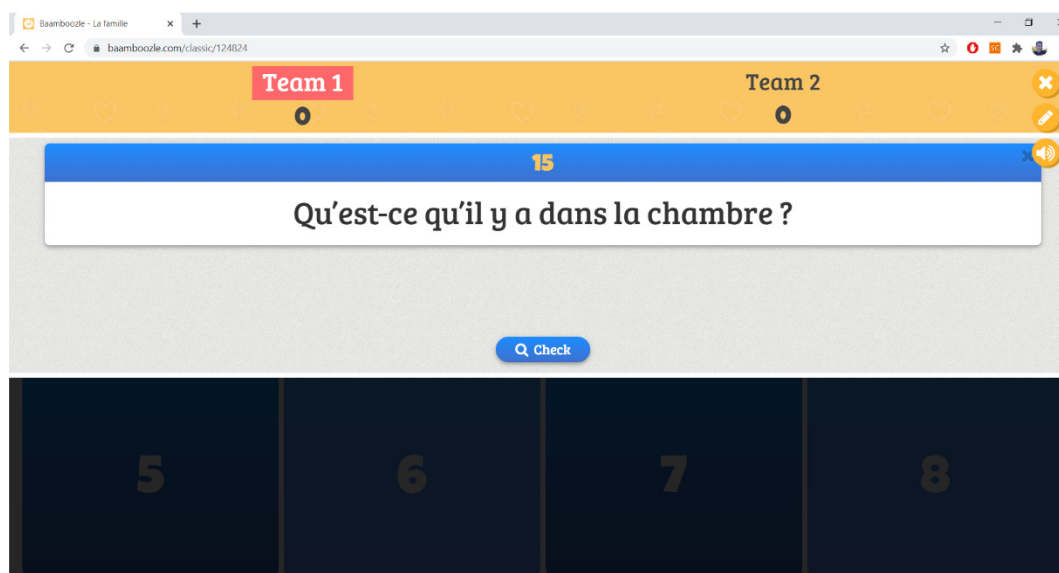 Baamboozle - La famille
baamboozle.com/classic/124824
Team 1
Team 2
0
0
15
Qu’est-ce qu’il y a dans la chambre ?
Check
5
6
7
8